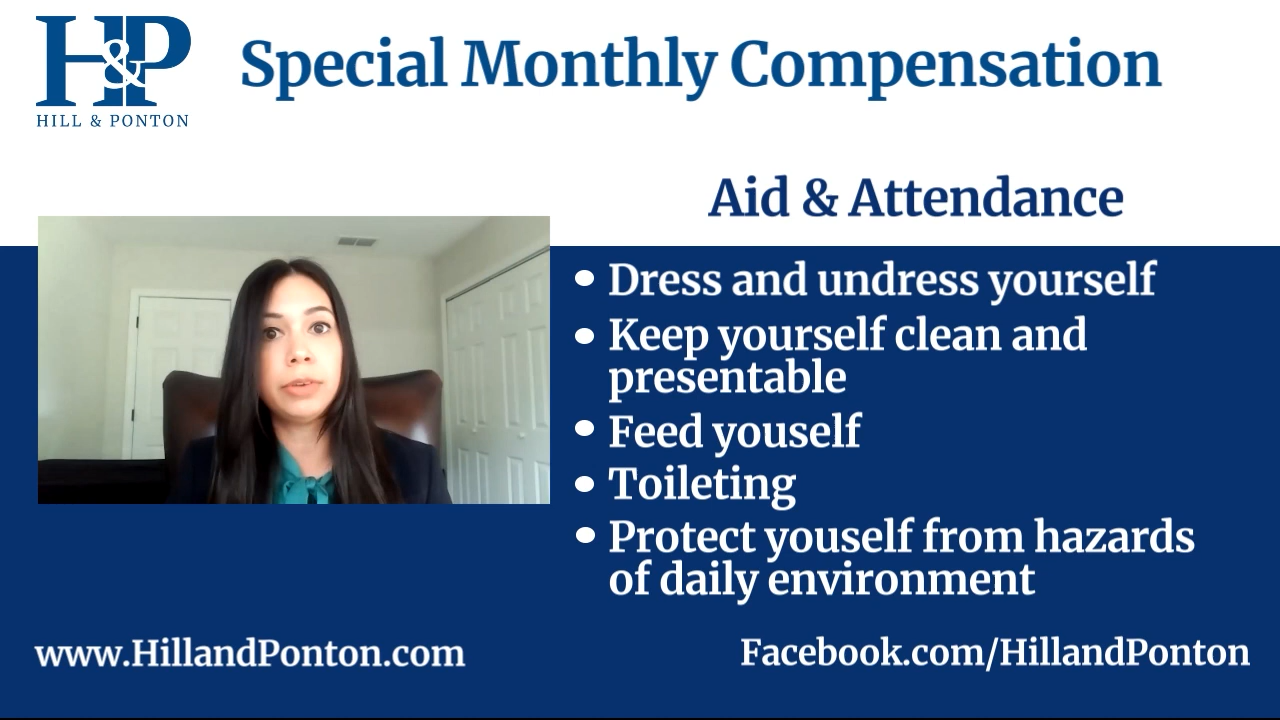 H&P
HILL & PONTON
Special Monthly Compensation
Aid & Attendance
Dress and undress yourself
Keep yourself clean and
presentable
Feed youself
Toileting
Protect youself from hazards
of daily environment
www.HillandPonton.com
Facebook.com/HillandPonton